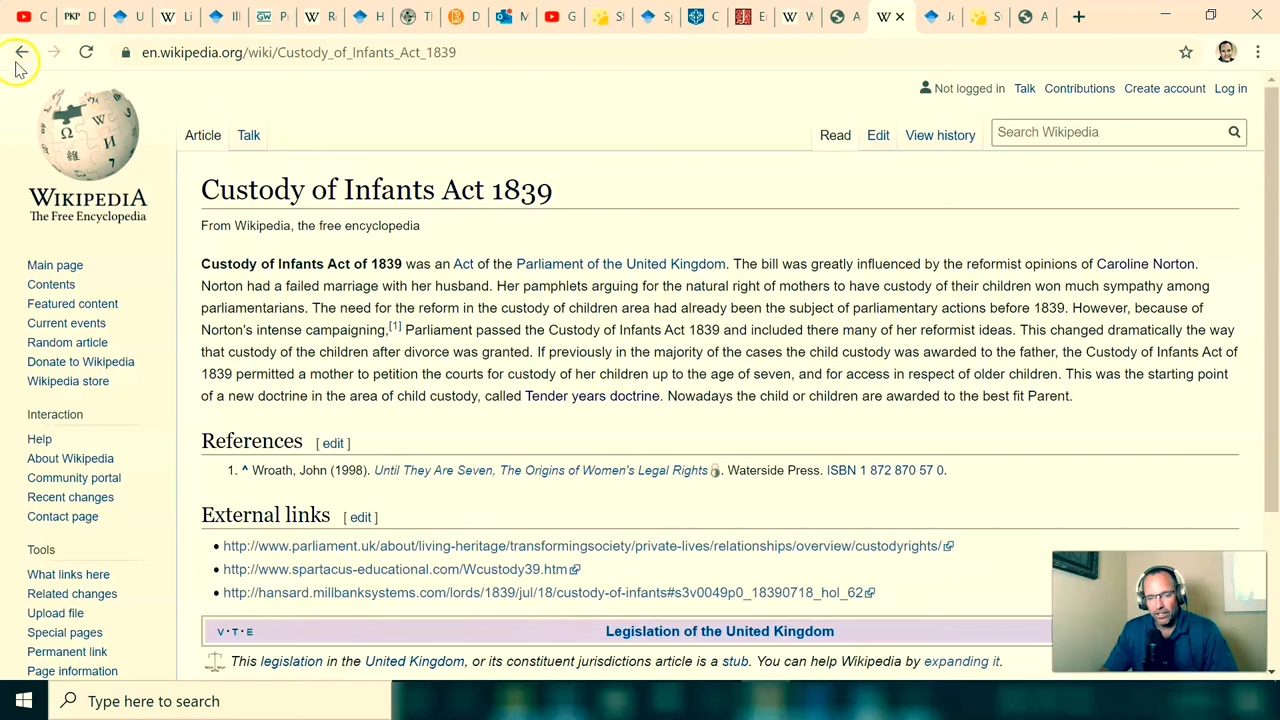 C PKP D U Li Ill GW Pi Ri H Tl D M G St Sp C Ei W A W Je S A
en.wikipedia.org/wiki/Custody_of_Infants_Act_1839
Not logged in Talk Contributions Create account Log in
Article Talk Read Edit View history Search Wikipedia
WIKIPEDIA
The Free Encyclopedia
Custody of Infants Act 1839
From Wikipedia, the free encyclopedia
Custody of Infants Act of 1839 was an Act of the Parliament of the United Kingdom. The bill was greatly influenced by the reformist opinions of Caroline Norton.
Norton had a failed marriage with her husband. Her pamphlets arguing for the natural right of mothers to have custody of their children won much sympathy among
parliamentarians. The need for the reform in the custody of children area had already been the subject of parliamentary actions before 1839. However, because of
Norton's intense campaigning,[1] Parliament passed the Custody of Infants Act 1839 and included there many of her reformist ideas. This changed dramatically the way
that custody of the children after divorce was granted. If previously in the majority of the cases the child custody was awarded to the father, the Custody of Infants Act of
1839 permitted a mother to petition the courts for custody of her children up to the age of seven, and for access in respect of older children. This was the starting point
of a new doctrine in the area of child custody, called Tender years doctrine. Nowadays the child or children are awarded to the best fit Parent.
References [ edit ]
1. ^ Wroath, John (1998). Until They Are Seven, The Origins of Women's Legal Rights. Waterside Press. ISBN 1 872 870 57 0.
External links [ edit ]
• http://www.parliament.uk/about/living-heritage/transformingsociety/private-lives/relationships/overview/custodyrights/
• http://www.spartacus-educational.com/Wcustody39.htm
• http://hansard.millbanksystems.com/lords/1839/jul/18/custody-of-infants#s3v0049p0_18390718_hol_62
V·T·E Legislation of the United Kingdom
This legislation in the United Kingdom, or its constituent jurisdictions article is a stub. You can help Wikipedia by expanding it.
Main page
Contents
Featured content
Current events
Random article
Donate to Wikipedia
Wikipedia store
Interaction
Help
About Wikipedia
Community portal
Recent changes
Contact page
Tools
What links here
Related changes
Upload file
Special pages
Permanent link
Page information
Type here to search